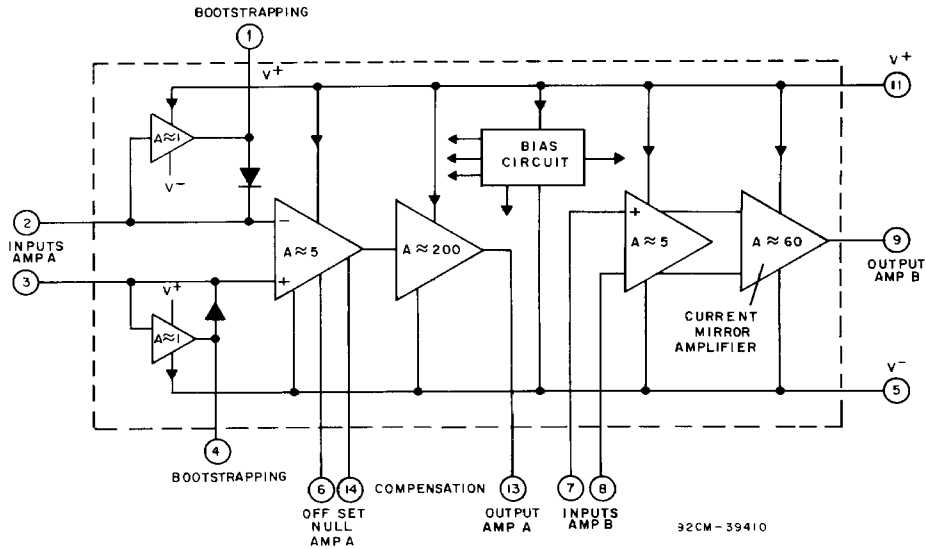 BOOTSTRAPPING
1
V+
V+
11
A≈1
V-
BIAS
CIRCUIT
2
INPUTS
AMP A
3
-
A≈5
+
A≈200
+
A≈5
-
A≈60
9
OUTPUT
AMP B
CURRENT
MIRROR
AMPLIFIER
V+
A≈1
V-
5
4
BOOTSTRAPPING
6
14
COMPENSATION
13
7
8
OFF SET
NULL
AMP A
OUTPUT
AMP A
INPUTS
AMP B
92CM-39410